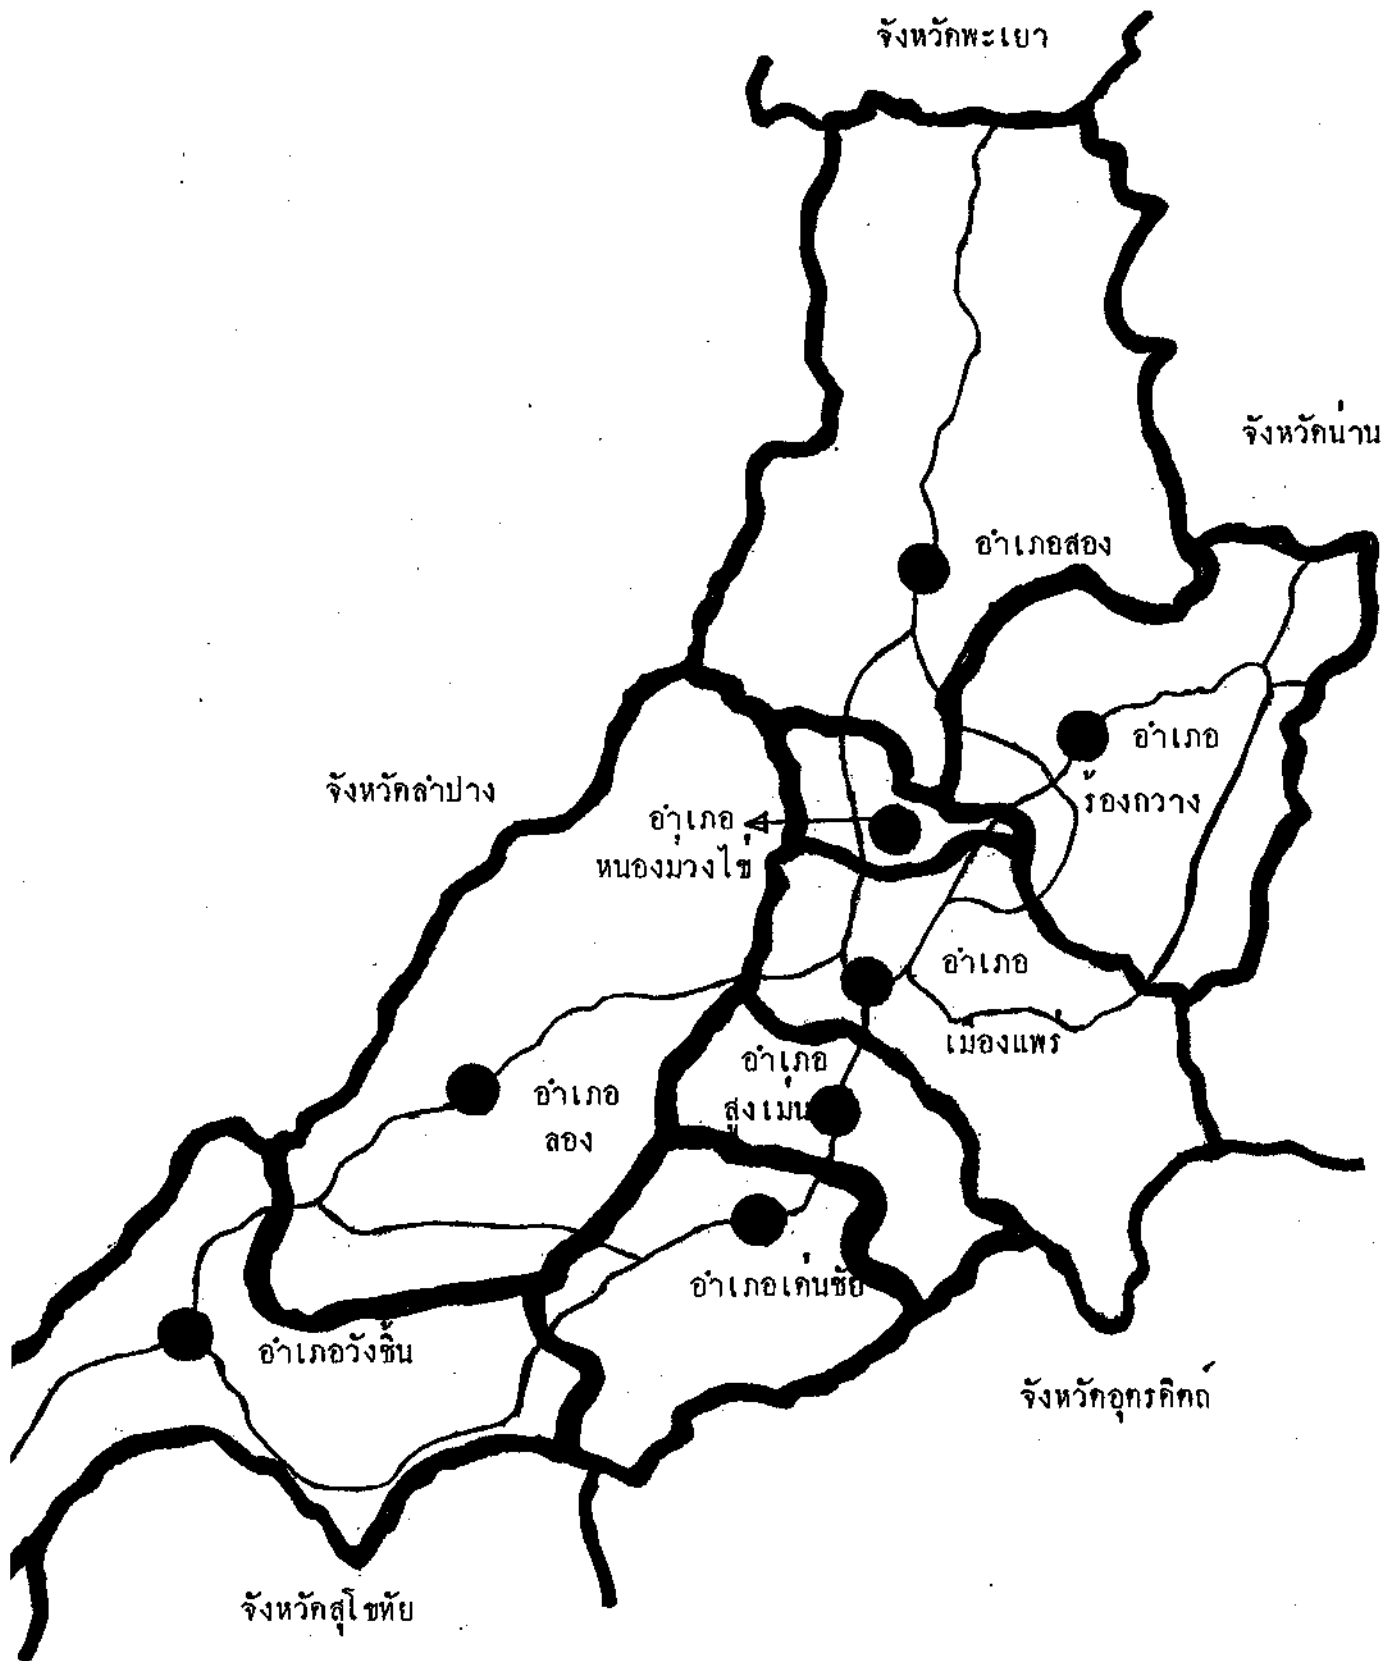 จังหวัดพะเยา
จังหวัดน่าน
อำเภอสอง
อำเภอ
ร้องกวาง
จังหวัดลำปาง
อำเภอ
หนองม่วงไข่
อำเภอ
เมืองแพร่
อำเภอ
สูงเม่น
อำเภอ
ลอง
อำเภอเด่นชัย
อำเภอวังชิ้น
จังหวัดอุตรดิตถ์
จังหวัดสุโขทัย